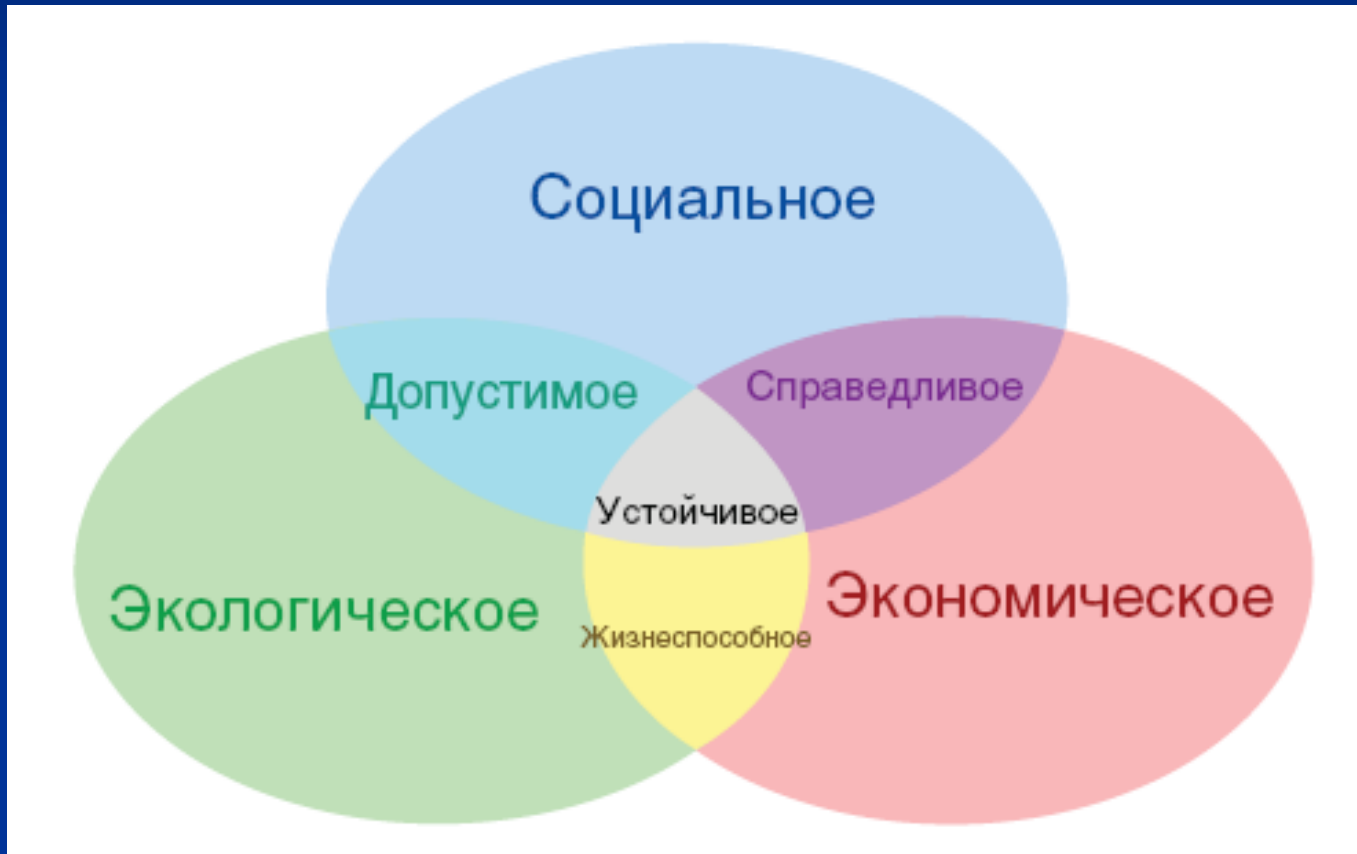 Социальное
Допустимое
Справедливое
Устойчивое
Экологическое
Экономическое
Жизнеспособное